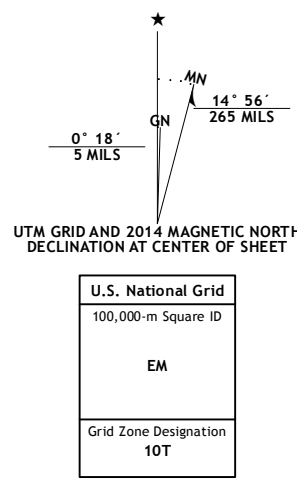 ★
MN
GN
14° 56´
265 MILS
0° 18´
5 MILS
UTM GRID AND 2014 MAGNETIC NORTH
DECLINATION AT CENTER OF SHEET
U.S. National Grid
100,000-m Square ID
EM
Grid Zone Designation
10T